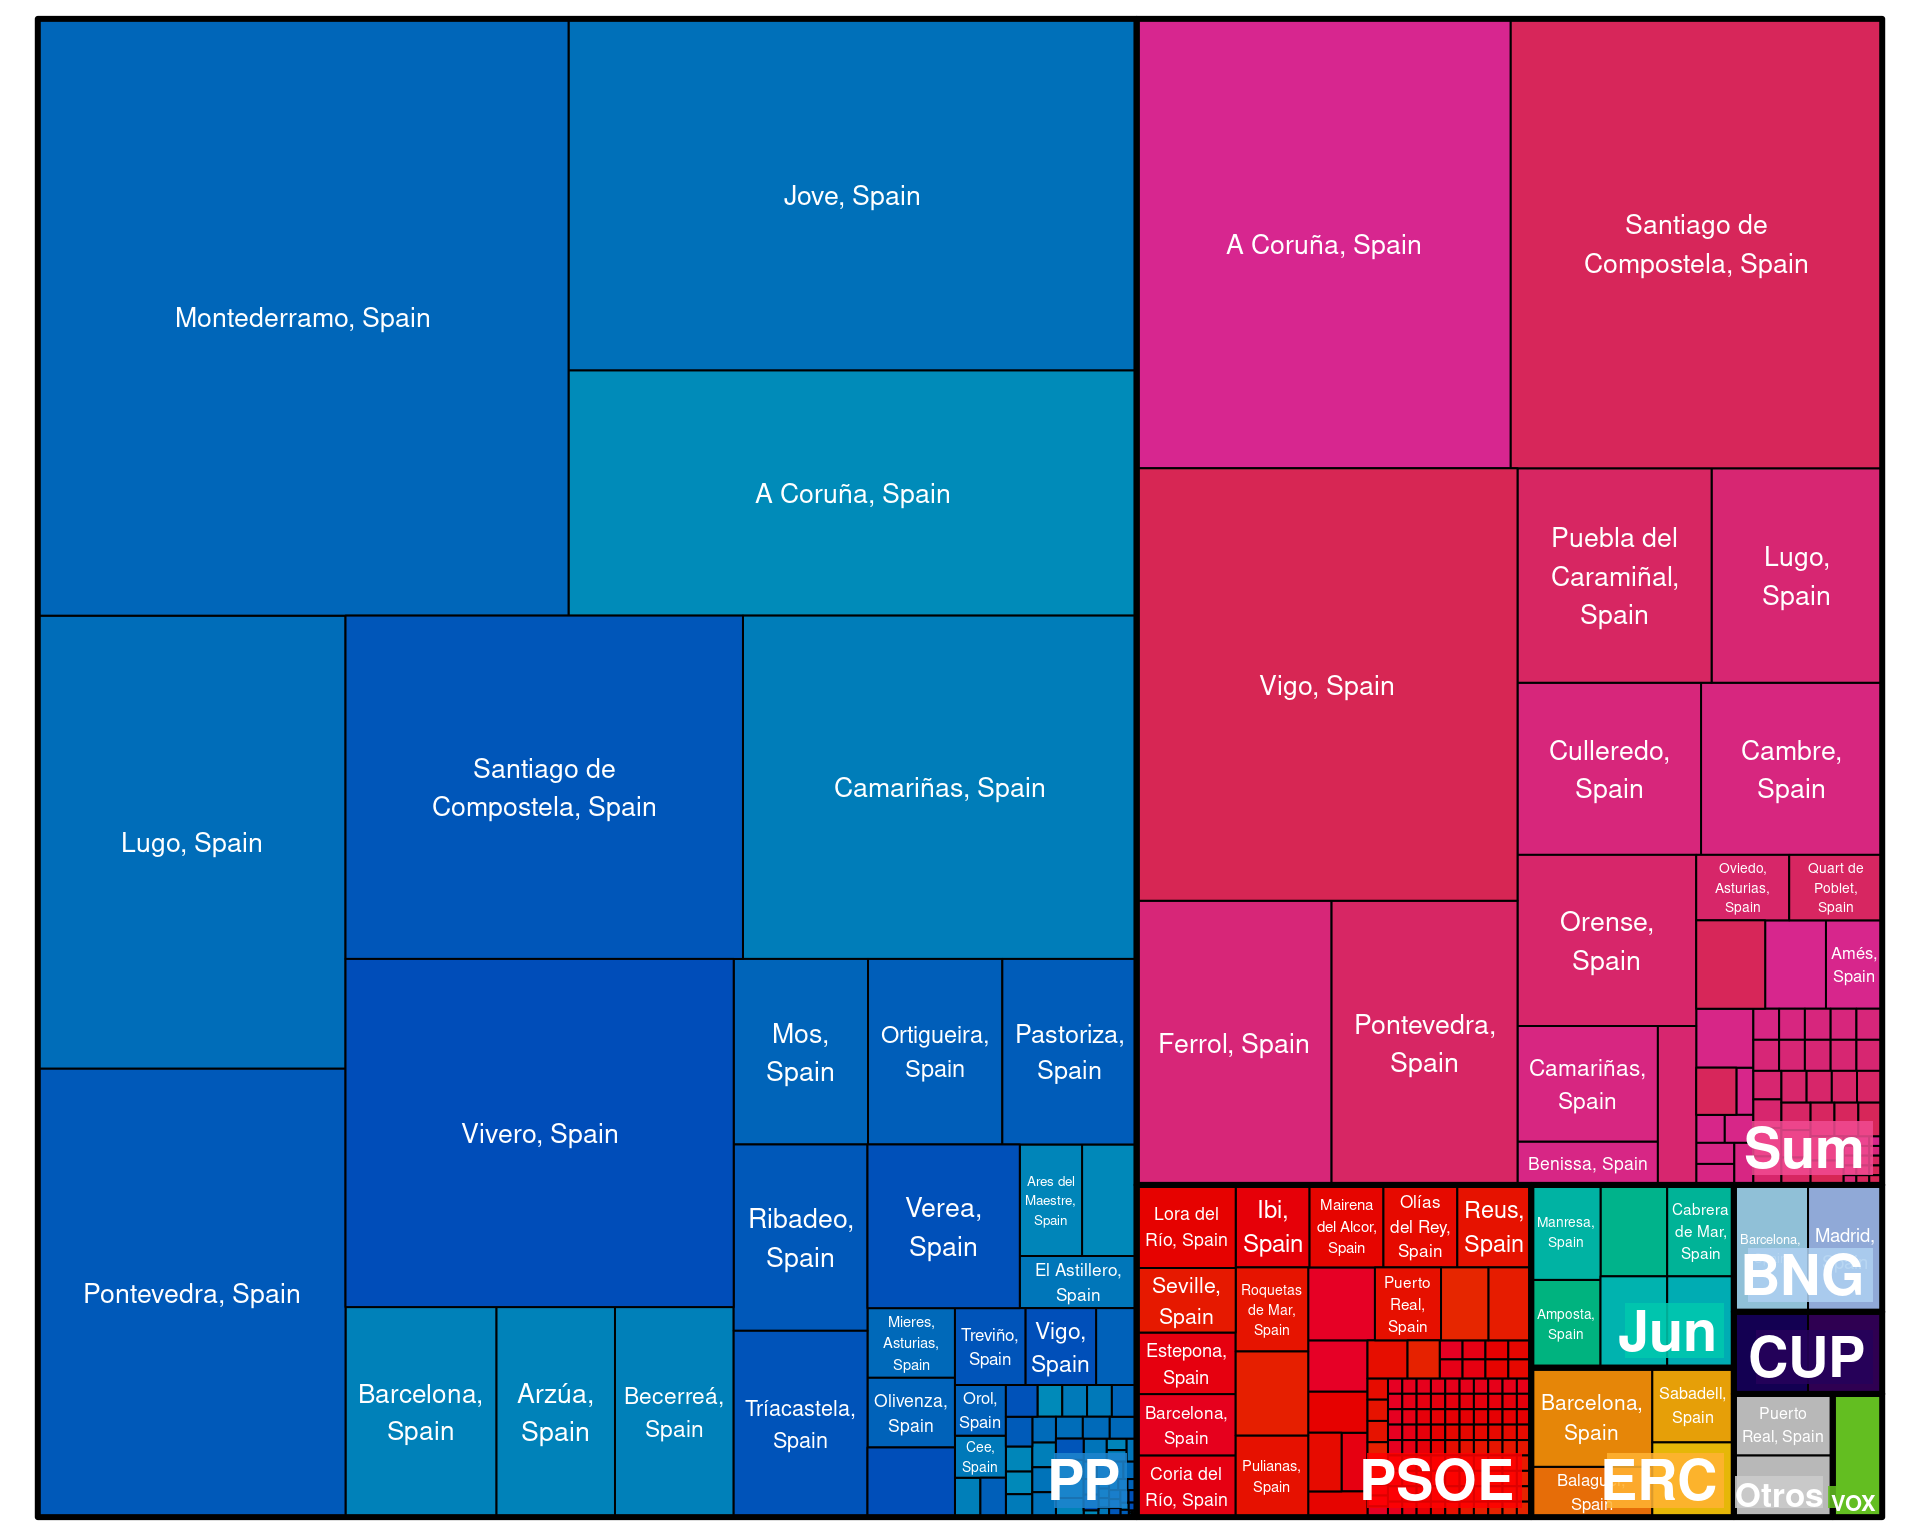 Montederramo, Spain
Jove, Spain
A Coruña, Spain
Lugo, Spain
Santiago de
Compostela, Spain
Camariñas, Spain
Pontevedra, Spain
Vivero, Spain
Mos,
Spain
Ortigueira,
Spain
Pastoriza,
Spain
Ribadeo,
Spain
Verea,
Spain
Ares del
Maestre,
Spain
El Astillero,
Spain
Barcelona,
Spain
Arzúa,
Spain
Becerreá,
Spain
Tríacastela,
Spain
Mieres,
Asturias,
Spain
Treviño,
Spain
Vigo,
Spain
Olivenza,
Spain
Orol,
Spain
Cee,
Spain
PP
A Coruña, Spain
Santiago de
Compostela, Spain
Vigo, Spain
Puebla del
Caramiñal,
Spain
Lugo,
Spain
Culleredo,
Spain
Cambre,
Spain
Orense,
Spain
Oviedo,
Asturias,
Spain
Quart de
Poblet,
Spain
Amés,
Spain
Ferrol, Spain
Pontevedra,
Spain
Camariñas,
Spain
Benissa, Spain
Sum
Lora del
Río, Spain
Ibi,
Spain
Mairena
del Alcor,
Spain
Olías
del Rey,
Spain
Reus,
Spain
Seville,
Spain
Roquetas
de Mar,
Spain
Puerto
Real,
Spain
Estepona,
Spain
Barcelona,
Spain
Coria del
Río, Spain
Pulianas,
Spain
PSOE
Manresa,
Spain
Cabrera
de Mar,
Spain
Amposta,
Spain
Jun
Barcelona,
Spain
Sabadell,
Spain
Spain
ERC
Barcelona,
Madrid,
BNG
CUP
Puerto
Real, Spain
Otros
VOX